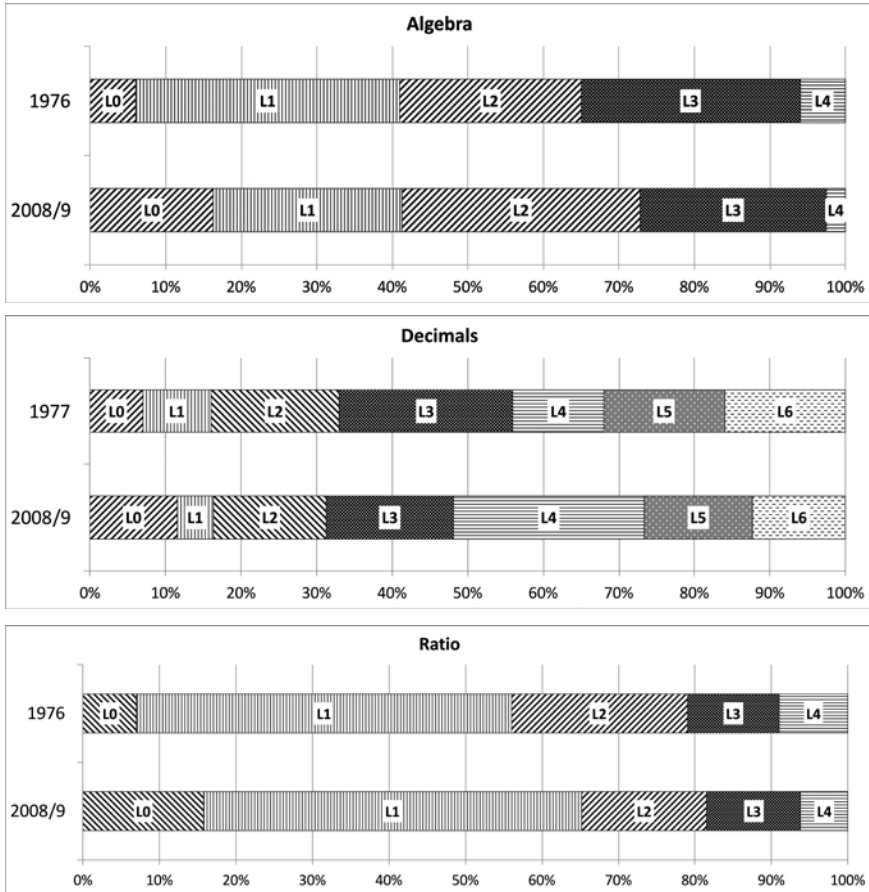 Algebra
1976
L0 L1 L2 L3 L4
2008/9
L0 L1 L2 L3 L4
0% 10% 20% 30% 40% 50% 60% 70% 80% 90% 100%
Decimals
1977
L0 L1 L2 L3 L4 L5 L6
2008/9
L0 L1 L2 L3 L4 L5 L6
0% 10% 20% 30% 40% 50% 60% 70% 80% 90% 100%
Ratio
1976
L0 L1 L2 L3 L4
2008/9
L0 L1 L2 L3 L4
0% 10% 20% 30% 40% 50% 60% 70% 80% 90% 100%